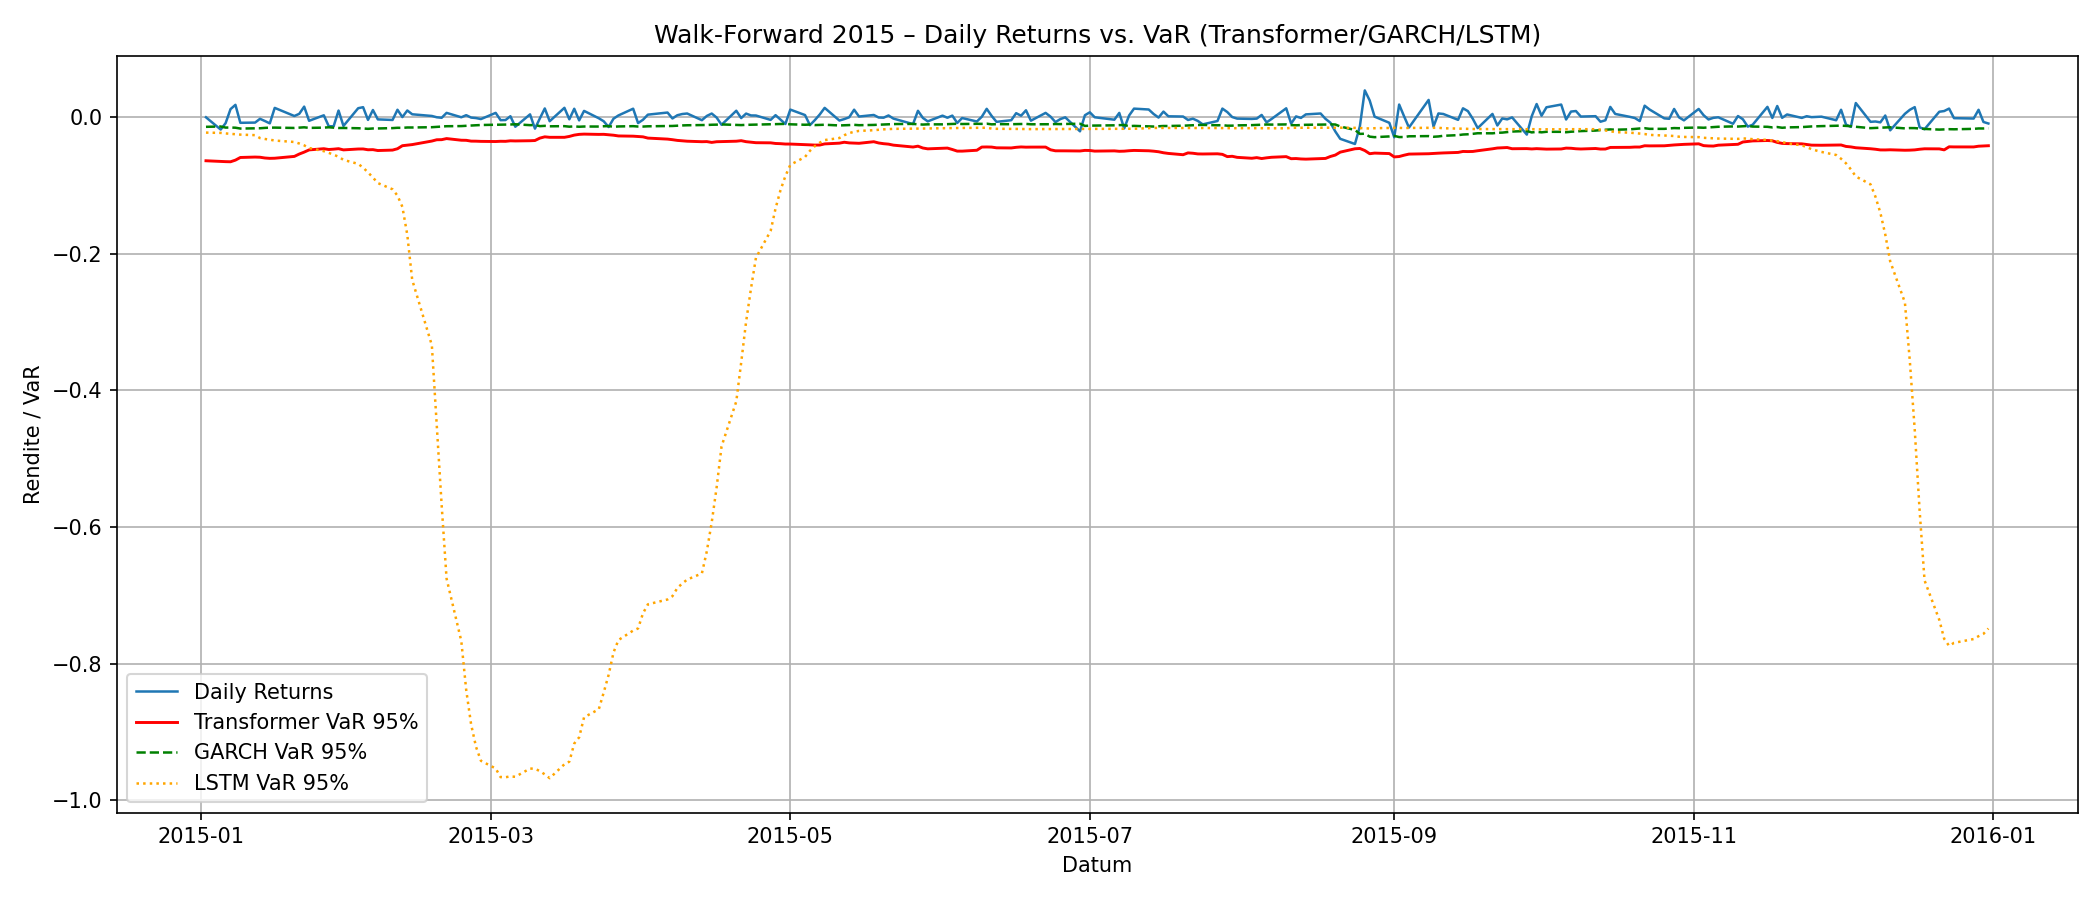 Walk-Forward 2015 – Daily Returns vs. VaR (Transformer/GARCH/LSTM)
Rendite / VaR
0.0
−0.2
−0.4
−0.6
−0.8
−1.0
Daily Returns
Transformer VaR 95%
GARCH VaR 95%
LSTM VaR 95%
2015-01 2015-03 2015-05 2015-07 2015-09 2015-11 2016-01
Datum